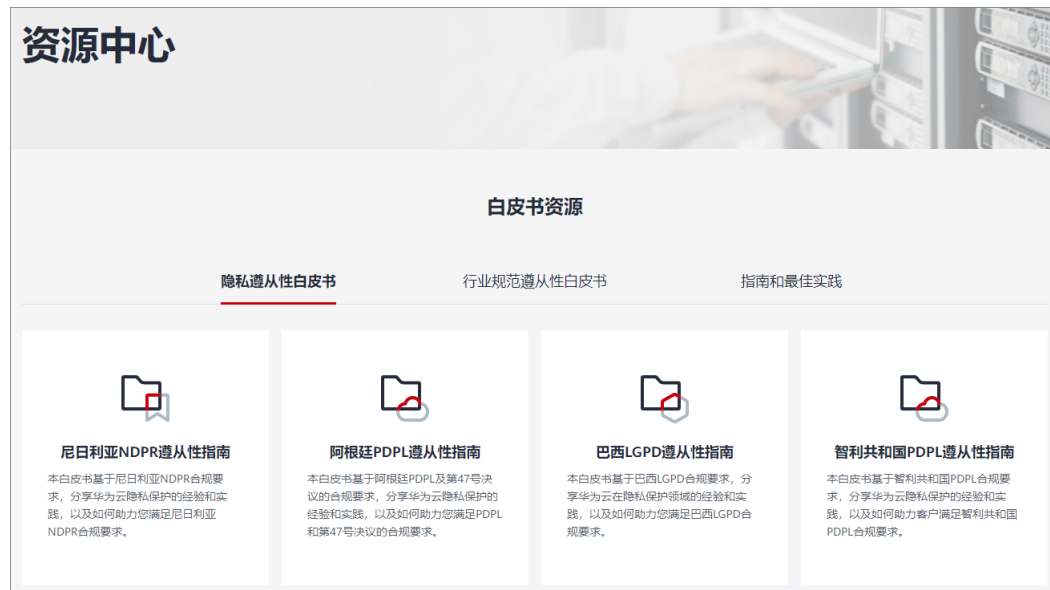 资源中心
白皮书资源
隐私遵从性白皮书
行业规范遵从性白皮书
指南和最佳实践
尼日利亚NDPR遵从性指南
本白皮书基于尼日利亚NDPR合规要
求，分享华为云隐私保护的经验和实
践，以及如何助力您满足尼日利亚
NDPR合规要求。
阿根廷PDPL遵从性指南
本白皮书基于阿根廷PDPL及第47号决
议的合规要求，分享华为云隐私保护的
经验和实践，以及如何助力您满足PDPL
和第47号决议的合规要求。
巴西LGPD遵从性指南
本白皮书基于巴西LGPD合规要求，分
享华为云在隐私保护领域的经验和实
践，以及如何助力您满足巴西LGPD合
规要求。
智利共和国PDPL遵从性指南
本白皮书基于智利共和国PDPL合规要
求，分享华为云隐私保护的经验和实
践，以及如何助力客户满足智利共和国
PDPL合规要求。